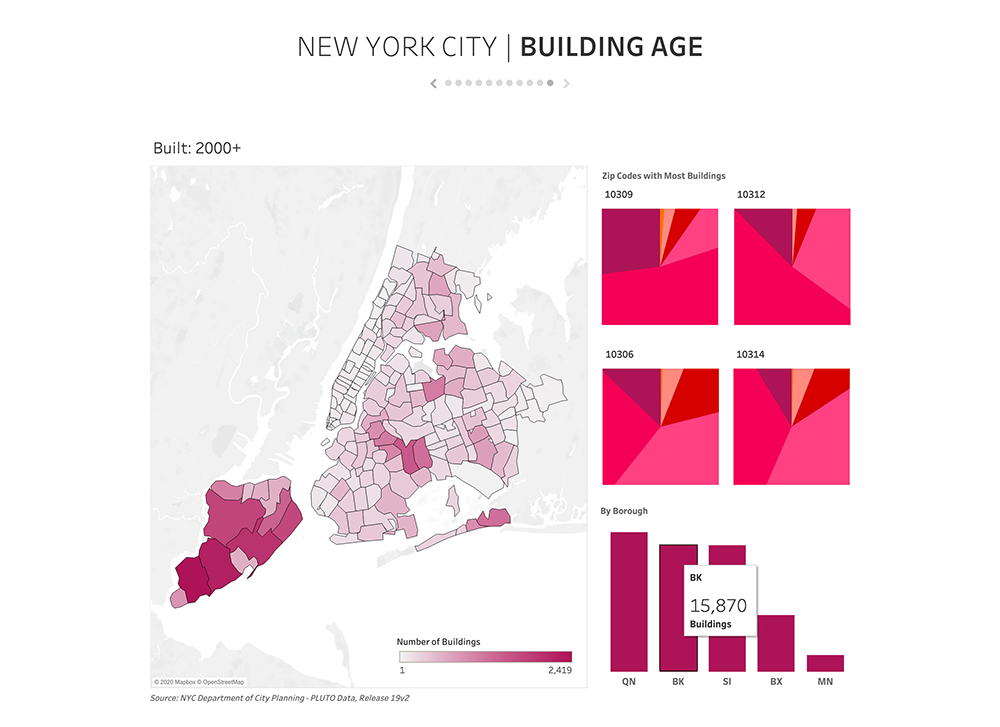 NEW YORK CITY | BUILDING AGE
Built: 2000+
Zip Codes with Most Buildings
10309
10312
10306
10314
By Borough
BK
15,870
Buildings
QN
BK
SI
BX
MN
Number of Buildings
1
2,419
© 2020 Mapbox © OpenStreetMap
Source: NYC Department of City Planning - PLUTO Data, Release 19v2